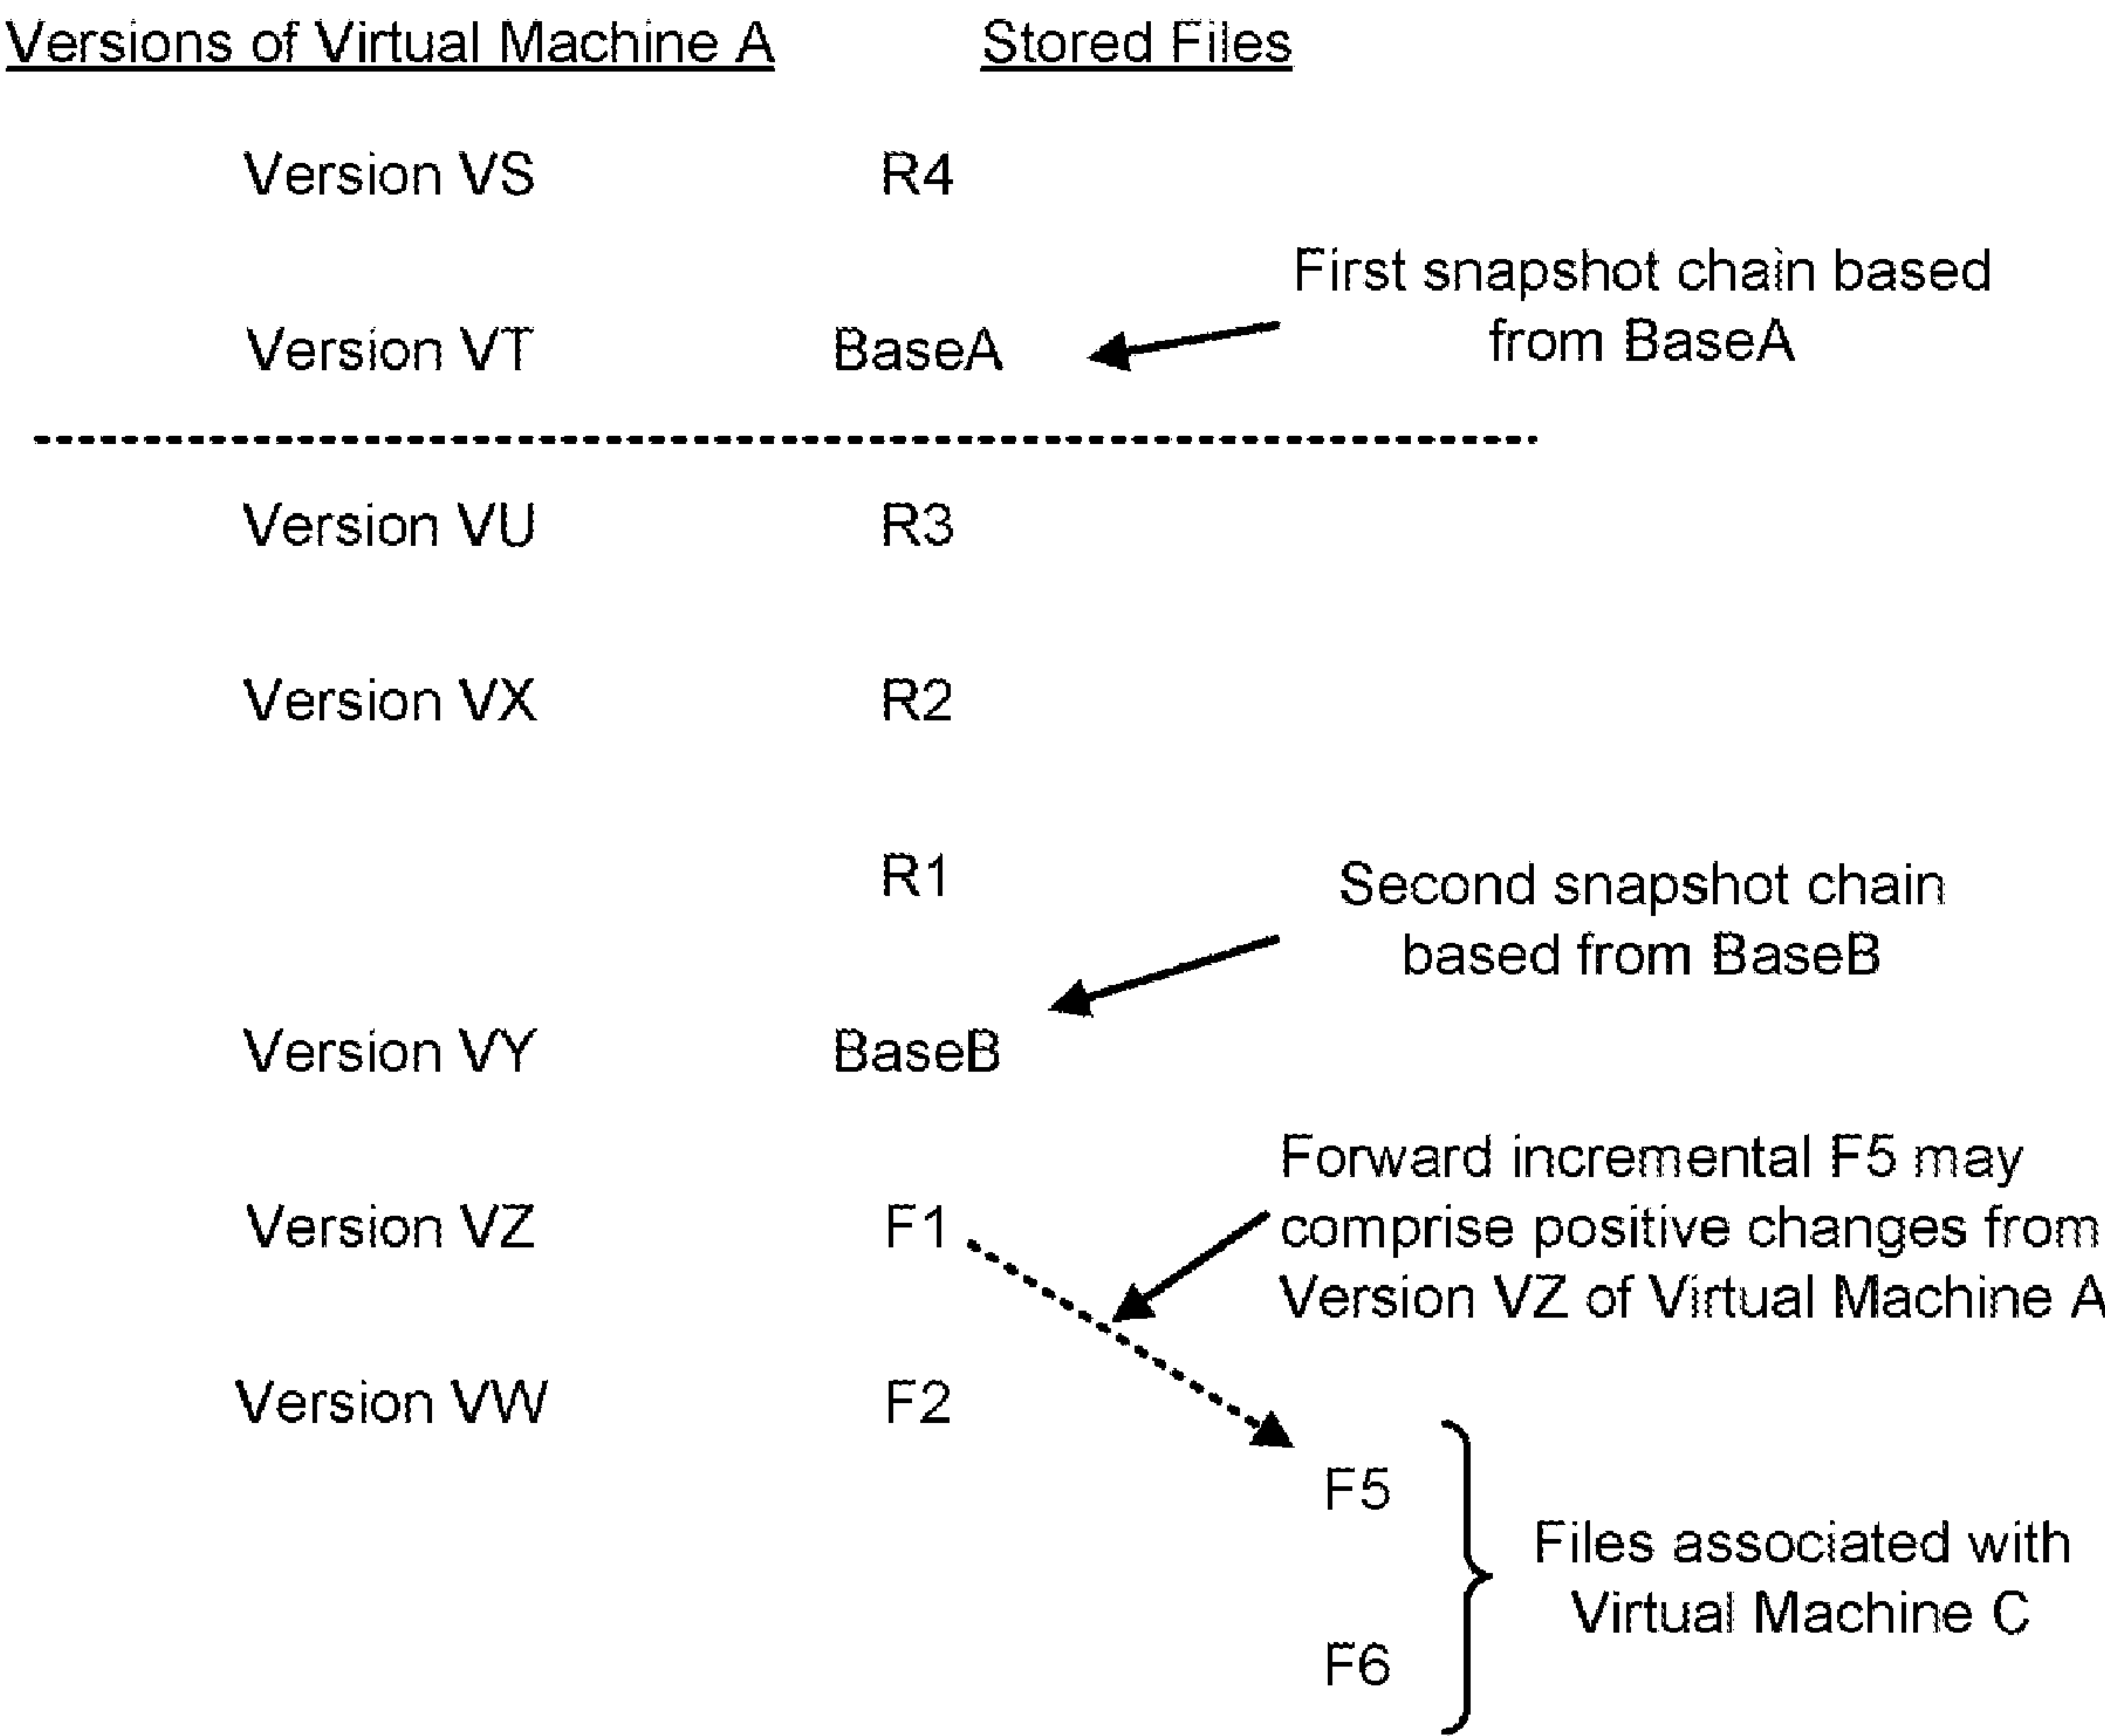 Versions of Virtual Machine A Stored Files
Version VS R4
First snapshot chain based
from BaseA
Version VT BaseA
Version VU R3
Version VX R2
R1
Second snapshot chain
based from BaseB
Version VY BaseB
Forward incremental F5 may
comprise positive changes from
Version VZ of Virtual Machine A
Version VZ F1
Version VW F2
F5
Files associated with
Virtual Machine C
F6